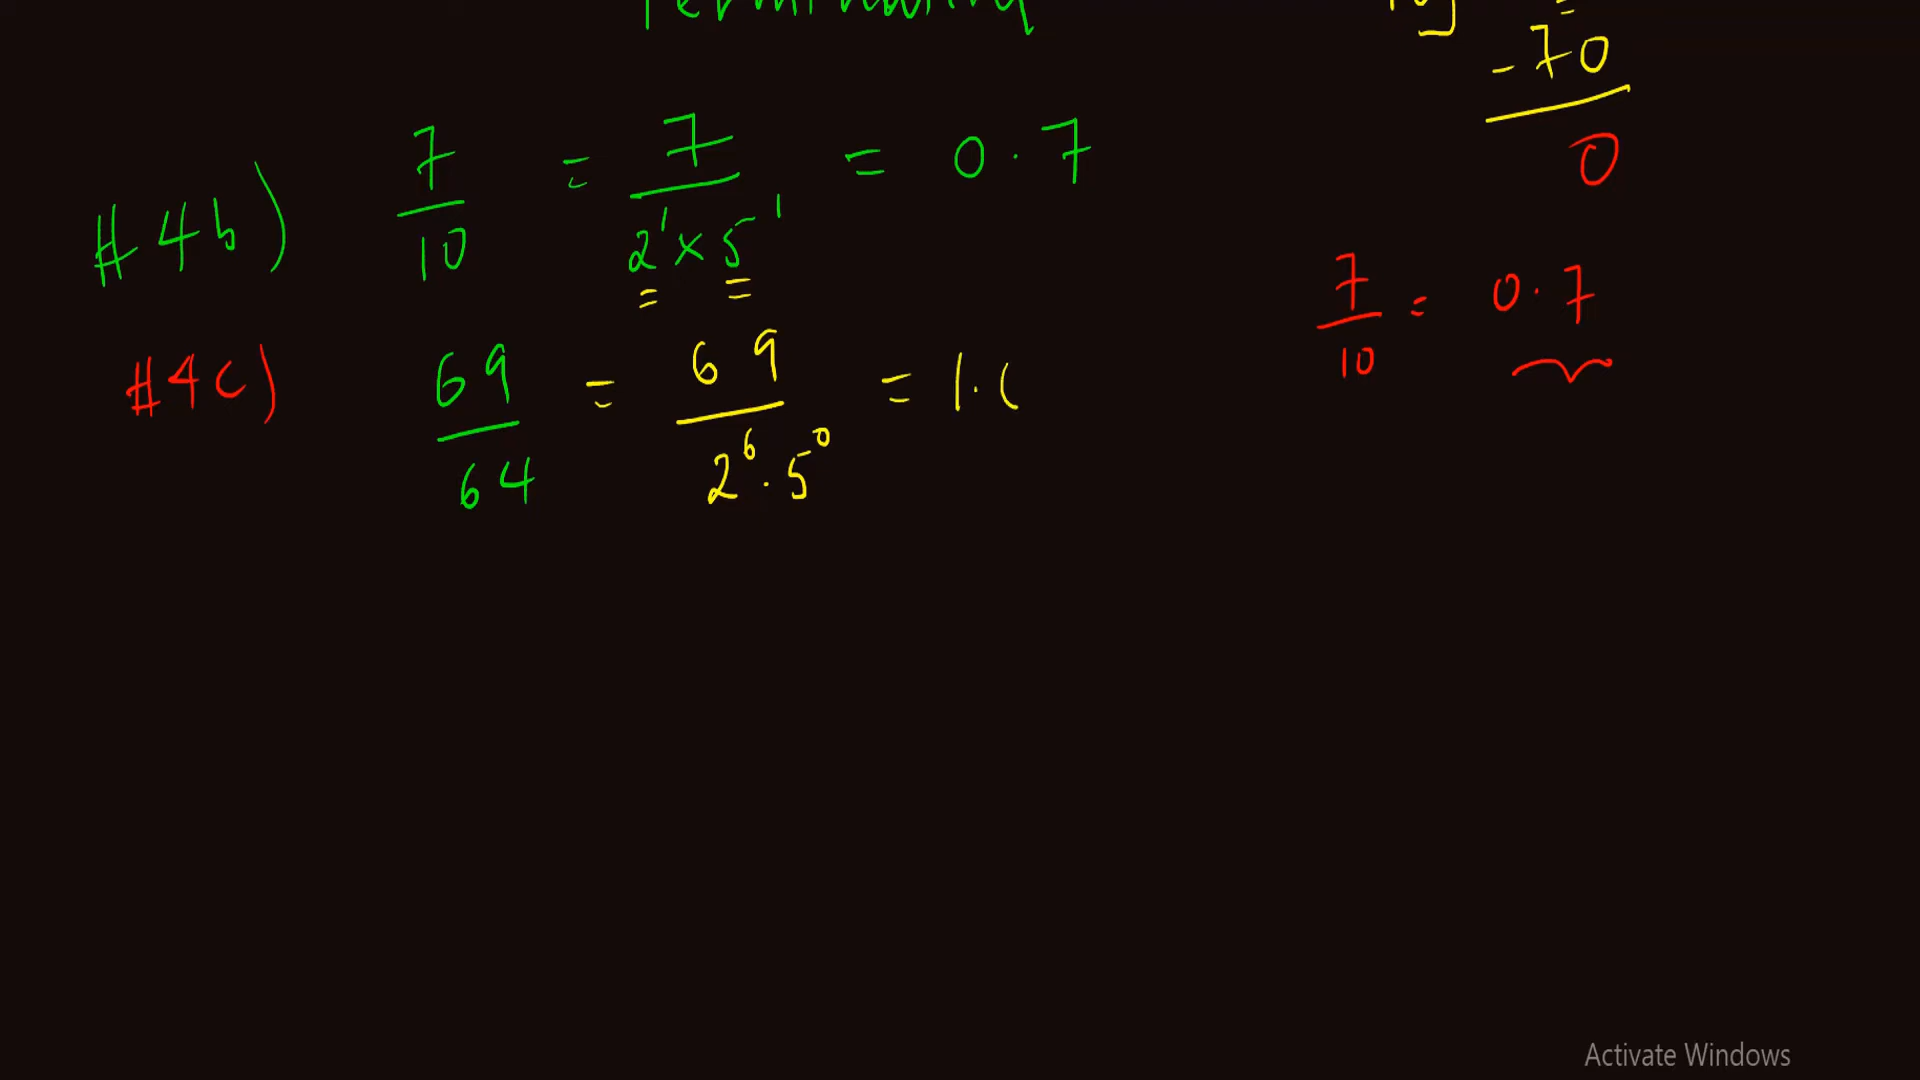 Terminating
- 70
0
#4b) 7/10 = 7/(2¹ × 5¹) = 0.7
7/10 = 0.7
#4c) 69/64 = 69/(2⁶ · 5⁰) = 1.
Activate Windows